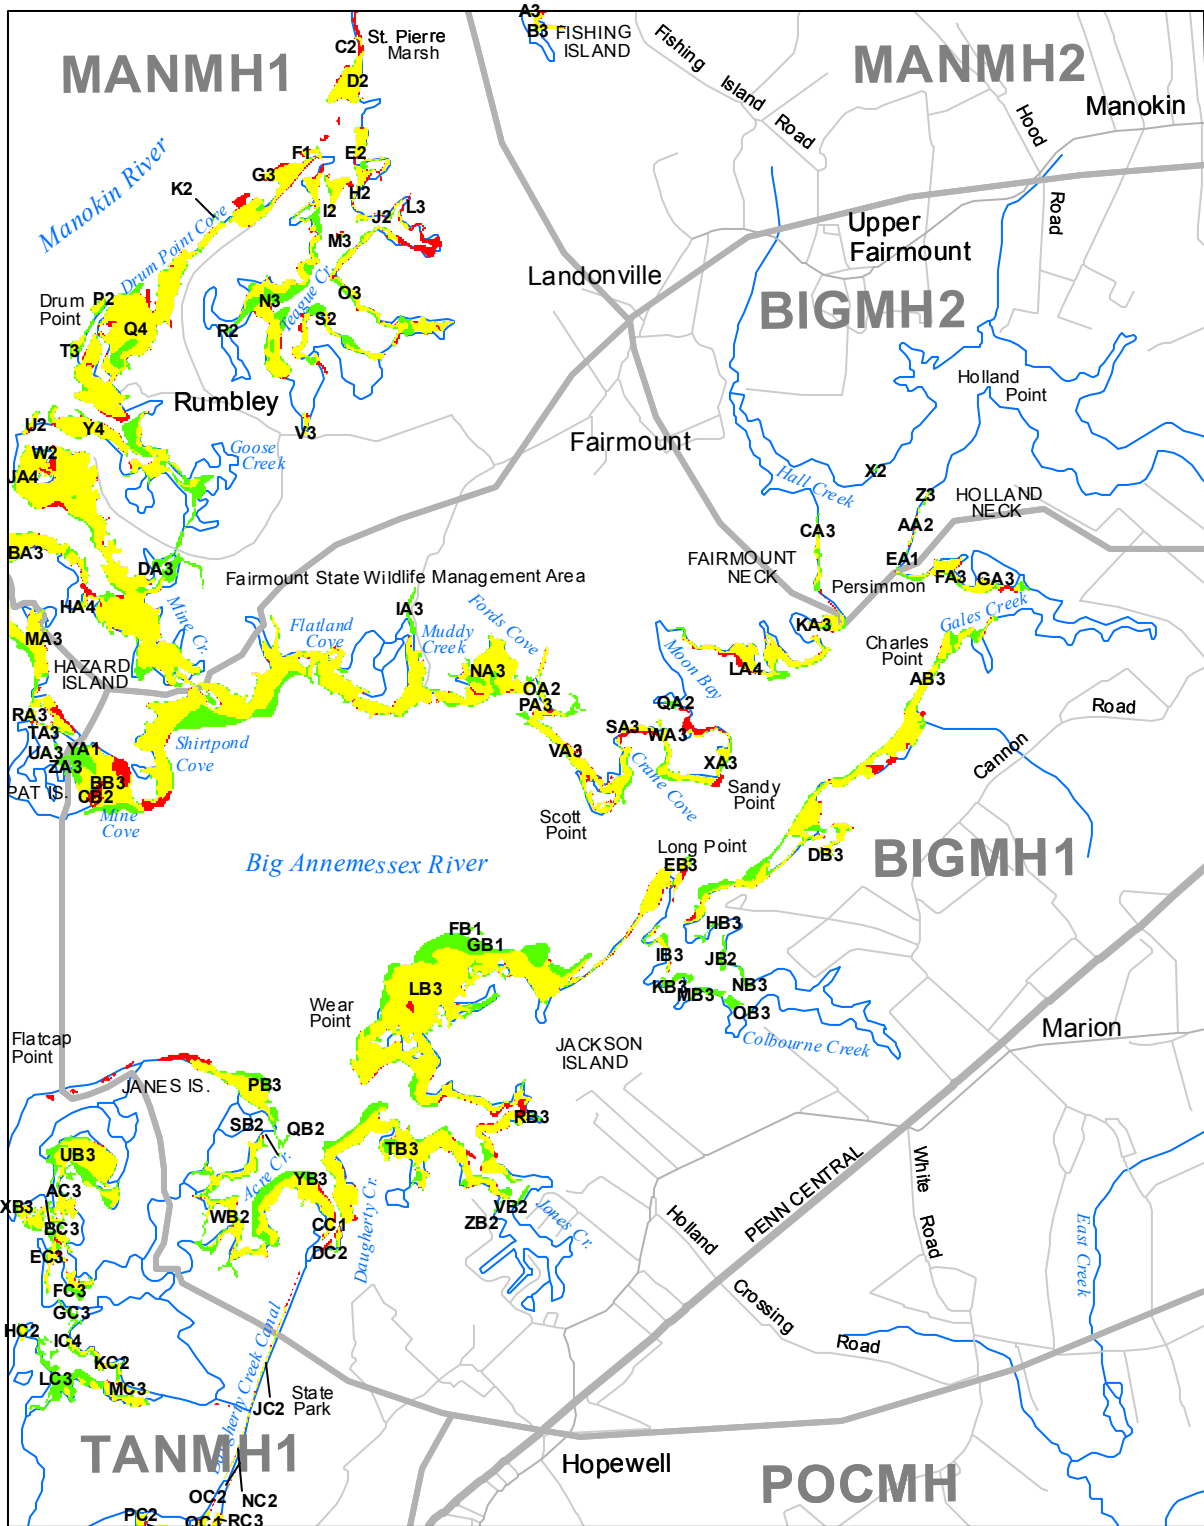 A3
C2
St. Pierre
Marsh
B3
FISHING
ISLAND
MANMH1
D2
Fishing
Island
Road
MANMH2
Hood
Road
Manokin
Manokin River
F1
E2
G3
K2
H2
I2
J2
L3
M3
Upper
Fairmount
Drum Point Cove
Landonville
Drum
Point
P2
N3
O3
Teague Cr.
R2
S2
BIGMH2
Q4
T3
Holland
Point
Rumbley
U2
Y4
V3
Fairmount
Goose
Creek
W2
JA4
X2
Hall Creek
Z3
HOLLAND
NECK
AA2
CA3
BA3
DA3
EA1
FAIRMOUNT
NECK
Persimmon
FA3
GA3
Fairmount State Wildlife Management Area
HA4
IA3
Fords Cove
Mine Cr.
Flatland
Cove
Muddy
Creek
KA3
Gales Creek
MA3
Charles
Point
HAZARD
ISLAND
NA3
Moon Bay
LA4
AB3
OA2
PA3
QA2
Road
RA3
TA3
SA3
WA3
Cannon
UA3
YA1
ZA3
Shirtpond
Cove
VA3
XA3
Crane Cove
PAT IS.
BB3
CB2
Sandy
Point
Mine
Cove
Scott
Point
Long Point
DB3
BIGMH1
Big Annemessex River
EB3
FB1
GB1
HB3
IB3
JB2
KB3
MB3
NB3
LB3
OB3
Wear
Point
Marion
Flatcap
Point
JACKSON
ISLAND
Colbourne Creek
JANES IS.
PB3
SB2
QB2
RB3
UB3
TB3
White
Road
PENN CENTRAL
Acre Cr.
YB3
AC3
XB3
WB2
VB2
ZB2
Jones Cr.
BC3
CC1
DC2
Daugherty Cr.
Holland
Crossing
Road
East Creek
EC3
FC3
GC3
HC2
IC4
Daugherty Creek Canal
KC2
LC3
MC3
JC2
State
Park
TANMH1
Hopewell
POCMH
OC2
NC2
PC2
QC1
RC3